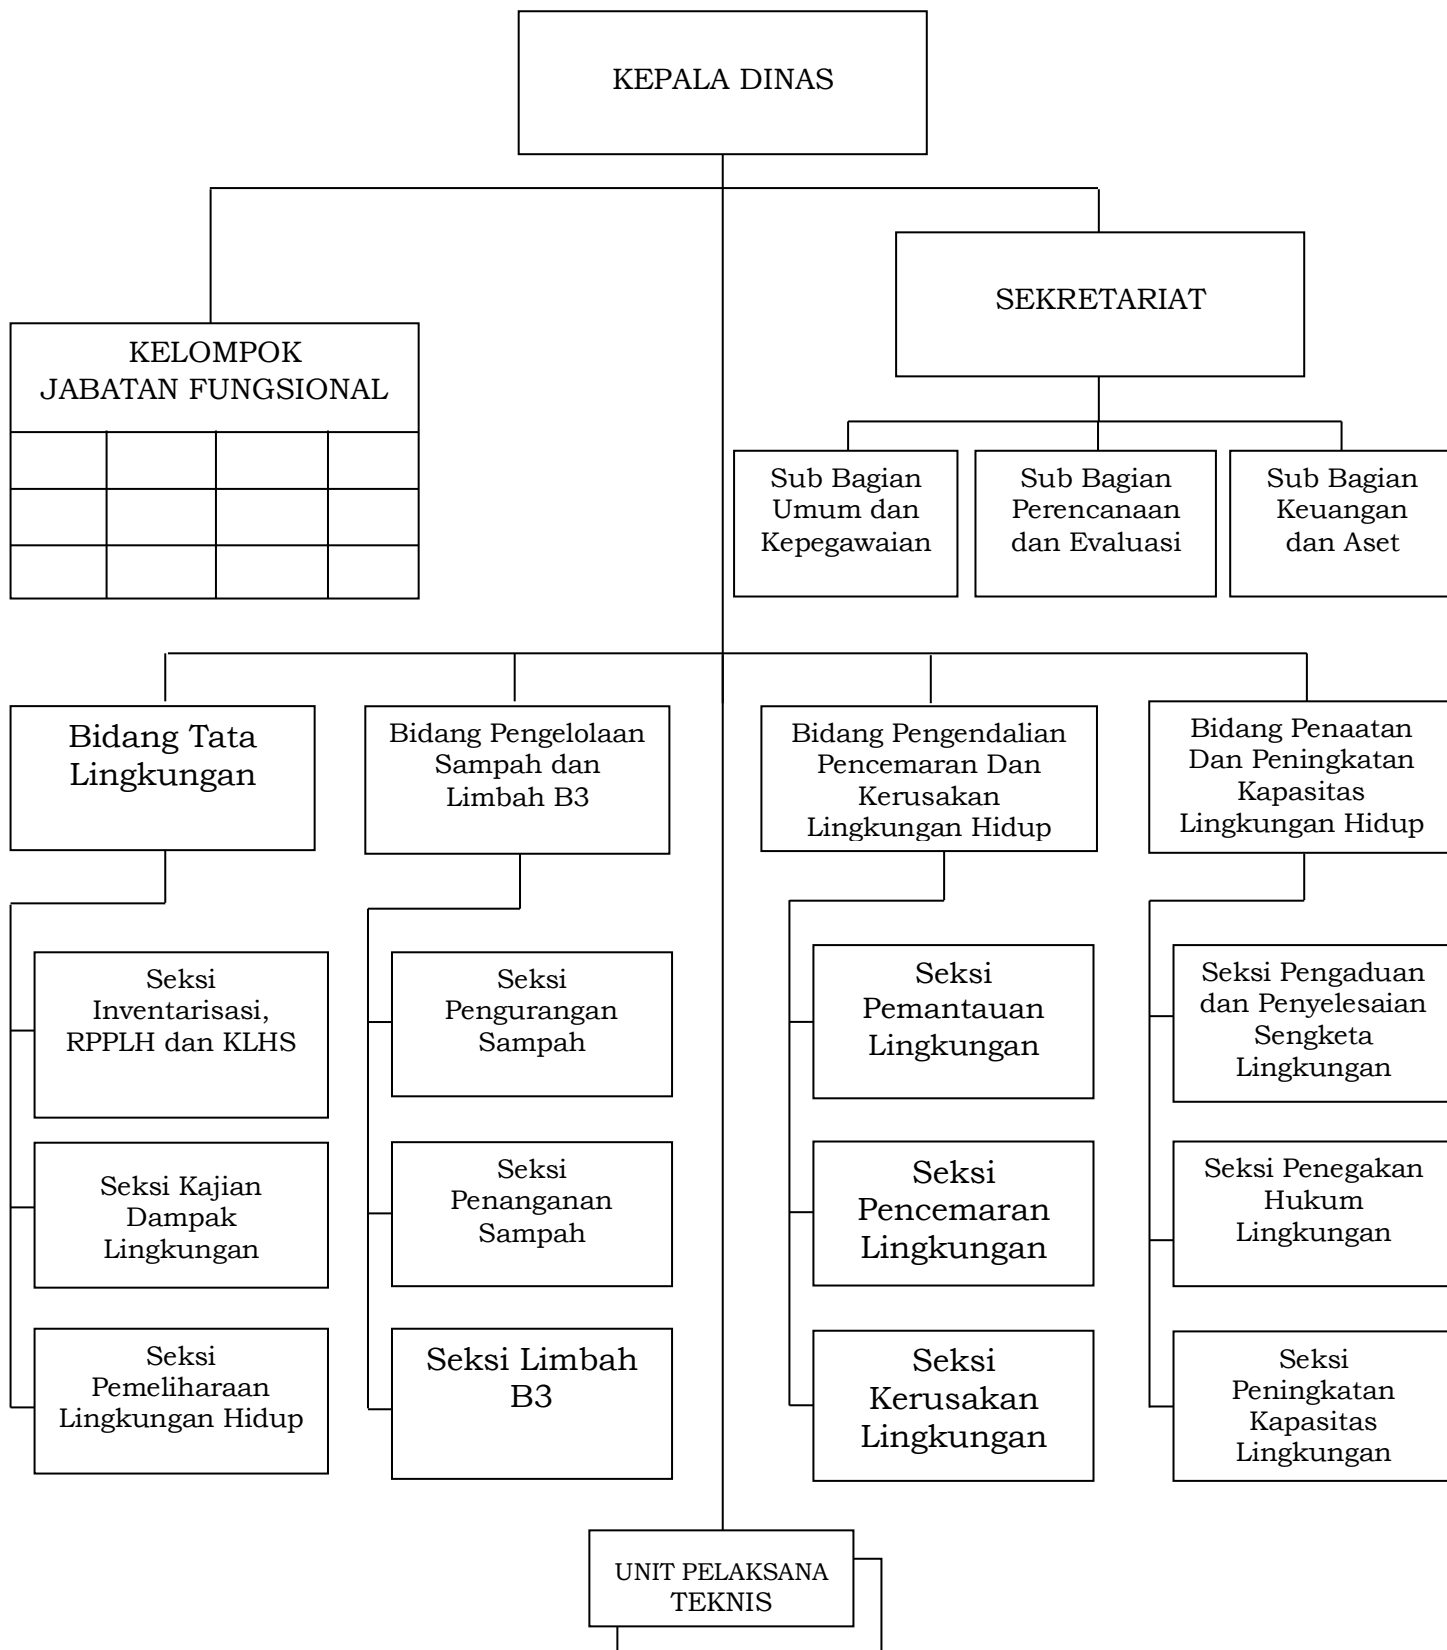 KEPALA DINAS
SEKRETARIAT
KELOMPOK
JABATAN FUNGSIONAL
Sub Bagian
Umum dan
Kepegawaian
Sub Bagian
Perencanaan
dan Evaluasi
Sub Bagian
Keuangan
dan Aset
Bidang Tata
Lingkungan
Bidang Pengelolaan
Sampah dan
Limbah B3
Bidang Pengendalian
Pencemaran Dan
Kerusakan
Lingkungan Hidup
Bidang Penaatan
Dan Peningkatan
Kapasitas
Lingkungan Hidup
Seksi
Inventarisasi,
RPPLH dan KLHS
Seksi
Pengurangan
Sampah
Seksi
Pemantauan
Lingkungan
Seksi Pengaduan
dan Penyelesaian
Sengketa
Lingkungan
Seksi Kajian
Dampak
Lingkungan
Seksi
Penanganan
Sampah
Seksi
Pencemaran
Lingkungan
Seksi Penegakan
Hukum
Lingkungan
Seksi
Pemeliharaan
Lingkungan Hidup
Seksi Limbah
B3
Seksi
Kerusakan
Lingkungan
Seksi
Peningkatan
Kapasitas
Lingkungan
UNIT PELAKSANA
TEKNIS